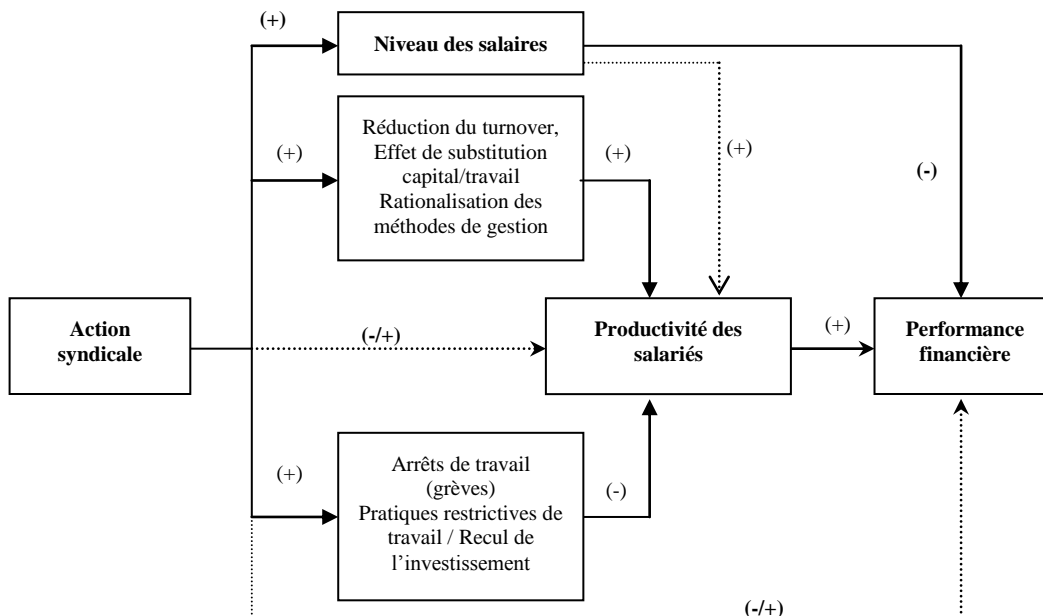 (+)
Niveau des salaires
Réduction du turnover,
Effet de substitution
capital/travail
Rationalisation des
méthodes de gestion
(+)
(+)
(+)
(-)
Action
syndicale
(-/+)
Productivité des
salariés
(+)
Performance
financière
(+)
Arrêts de travail
(grèves)
Pratiques restrictives de
travail / Recul de
l’investissement
(-)
(-/+)